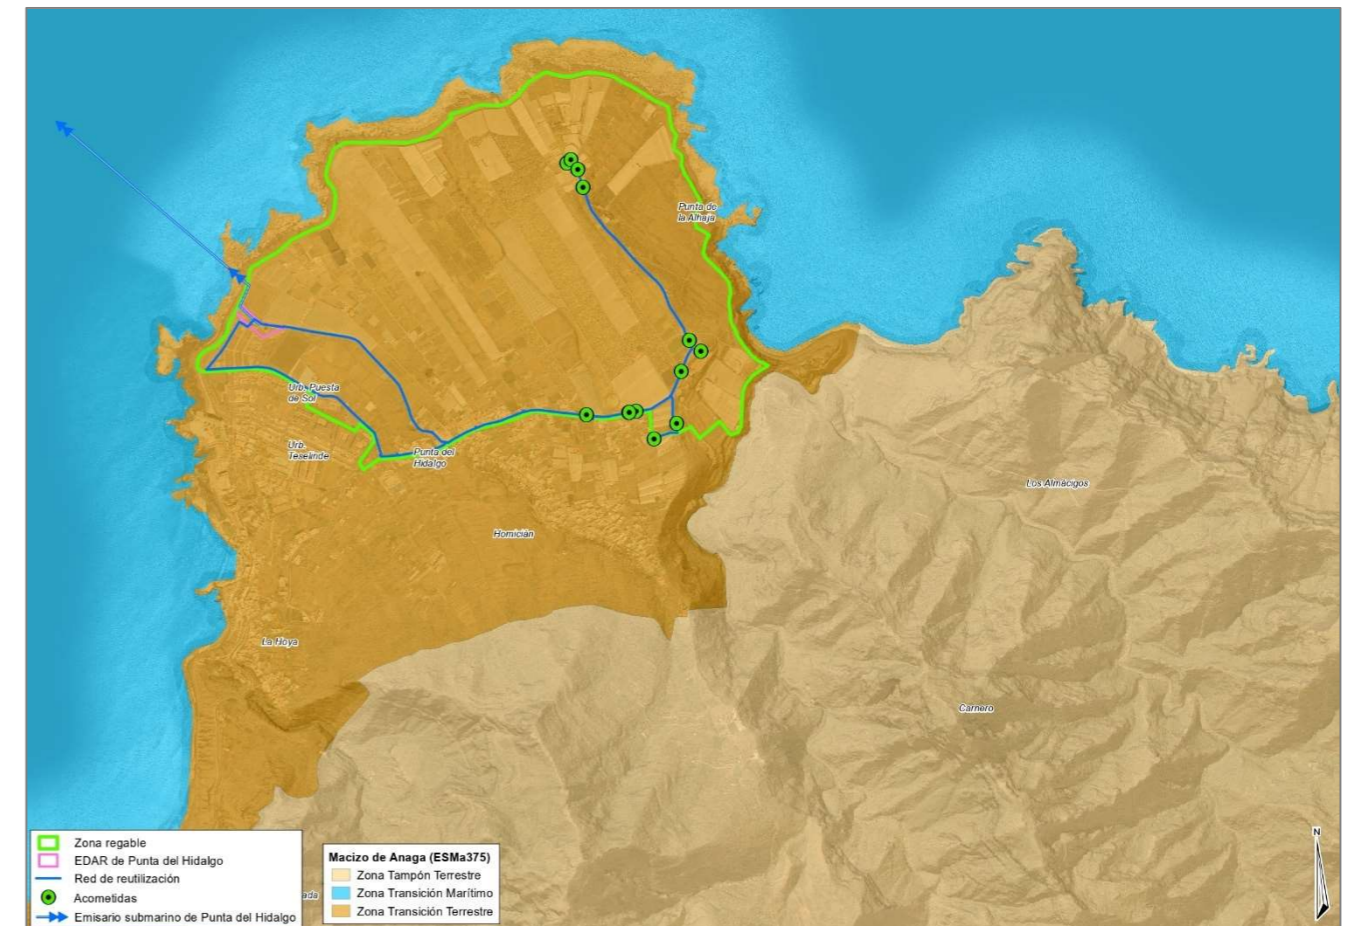 Punta de
la Alhaja
Urb. Puesta
de Sol
Urb.
Teselinde
Punta del
Hidalgo
Los Almácigos
Homicián
La Hoya
Carnero
N
Zona regable
EDAR de Punta del Hidalgo
Red de reutilización
Acometidas
Emisario submarino de Punta del Hidalgo
Macizo de Anaga (ESMa375)
Zona Tampón Terrestre
Zona Transición Marítimo
Zona Transición Terrestre
ada